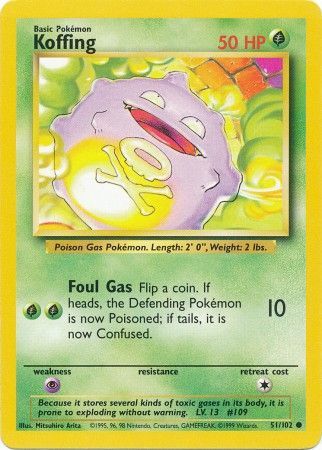 Basic Pokémon
Koffing 50 HP
Poison Gas Pokémon. Length: 2' 0", Weight: 2 lbs.
Foul Gas Flip a coin. If
heads, the Defending Pokémon
is now Poisoned; if tails, it is
now Confused.
10
weakness resistance retreat cost
Because it stores several kinds of toxic gases in its body, it is
prone to exploding without warning. LV. 13 #109
Illus. Mitsuhiro Arita ©1995, 96, 98 Nintendo, Creatures, GAMEFREAK. ©1999 Wizards. 51/102